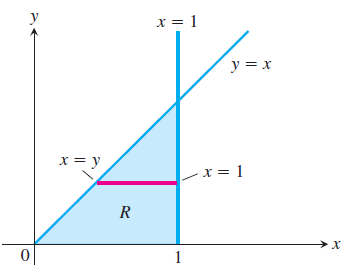 y
x = 1
y = x
x = y
x = 1
R
x
0
1